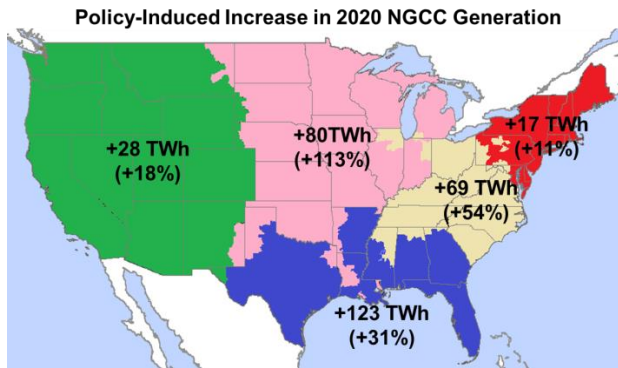 Policy-Induced Increase in 2020 NGCC Generation
+28 TWh
(+18%)
+80TWh
(+113%)
+17 TWh
(+11%)
+69 TWh
(+54%)
+123 TWh
(+31%)